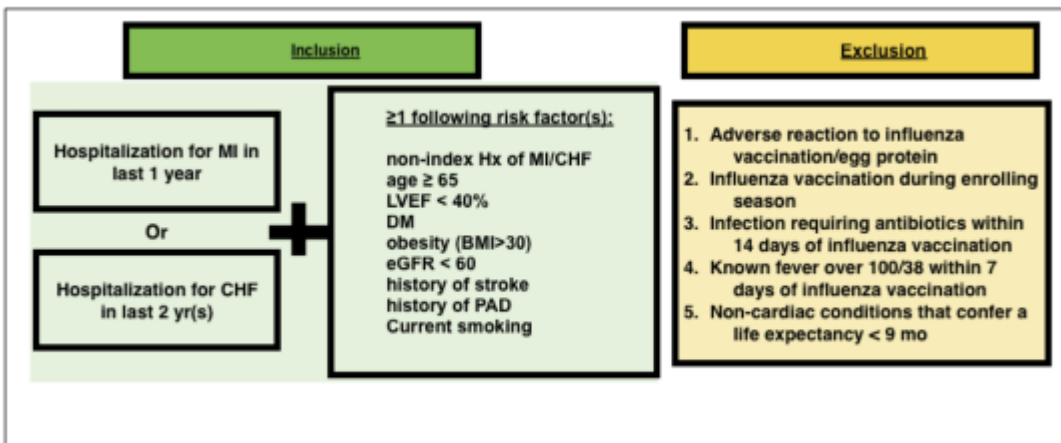 Inclusion
Hospitalization for MI in
last 1 year
Or
Hospitalization for CHF
in last 2 yr(s)
≥1 following risk factor(s):
non-index Hx of MI/CHF
age ≥ 65
LVEF < 40%
DM
obesity (BMI>30)
eGFR < 60
history of stroke
history of PAD
Current smoking
Exclusion
1. Adverse reaction to influenza
vaccination/egg protein
2. Influenza vaccination during enrolling
season
3. Infection requiring antibiotics within
14 days of influenza vaccination
4. Known fever over 100/38 within 7
days of influenza vaccination
5. Non-cardiac conditions that confer a
life expectancy < 9 mo